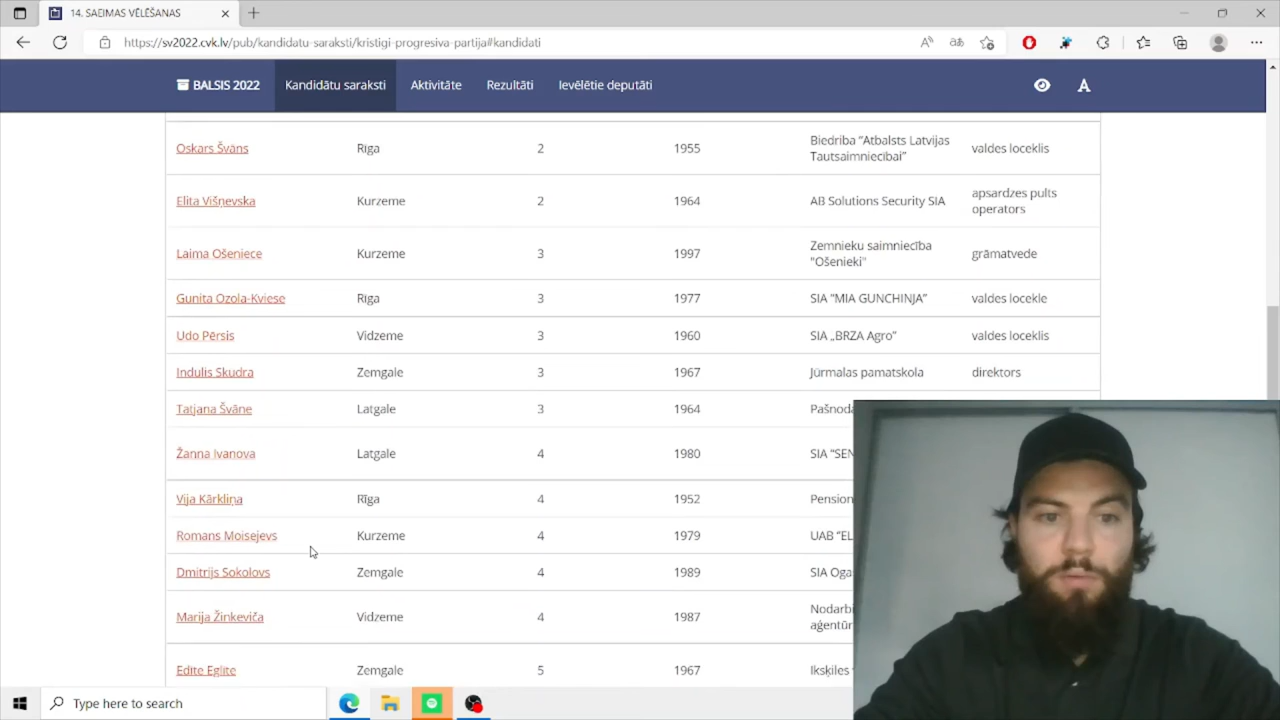 14. SAEIMAS VĒLĒŠANAS
https://sv2022.cvk.lv/pub/kandidatu-saraksti/kristigi-progresiva-partija#kandidati
BALSIS 2022 Kandidātu saraksti Aktivitāte Rezultāti Ievēlētie deputāti A
Oskars Švāns Rīga 2 1955 Biedrība “Atbalsts Latvijas
Tautsaimniecībai” valdes loceklis
Elita Višņevska Kurzeme 2 1964 AB Solutions Security SIA apsardzes pults
operators
Laima Ošeniece Kurzeme 3 1997 Zemnieku saimniecība
"Ošenieki" grāmatvede
Gunita Ozola-Kviese Rīga 3 1977 SIA “MIA GUNCHINJA” valdes locekle
Udo Pērsis Vidzeme 3 1960 SIA „BRZA Agro” valdes loceklis
Indulis Skudra Zemgale 3 1967 Jūrmalas pamatskola direktors
Tatjana Švāne Latgale 3 1964
Žanna Ivanova Latgale 4 1980 SIA
Vija Kārkliņa Rīga 4 1952
Romans Moisejevs Kurzeme 4 1979 UAB
Dmitrijs Sokolovs Zemgale 4 1989 SIA
Marija Žinkeviča Vidzeme 4 1987
Edīte Eglīte Zemgale 5 1967 Ikšķiles
Type here to search